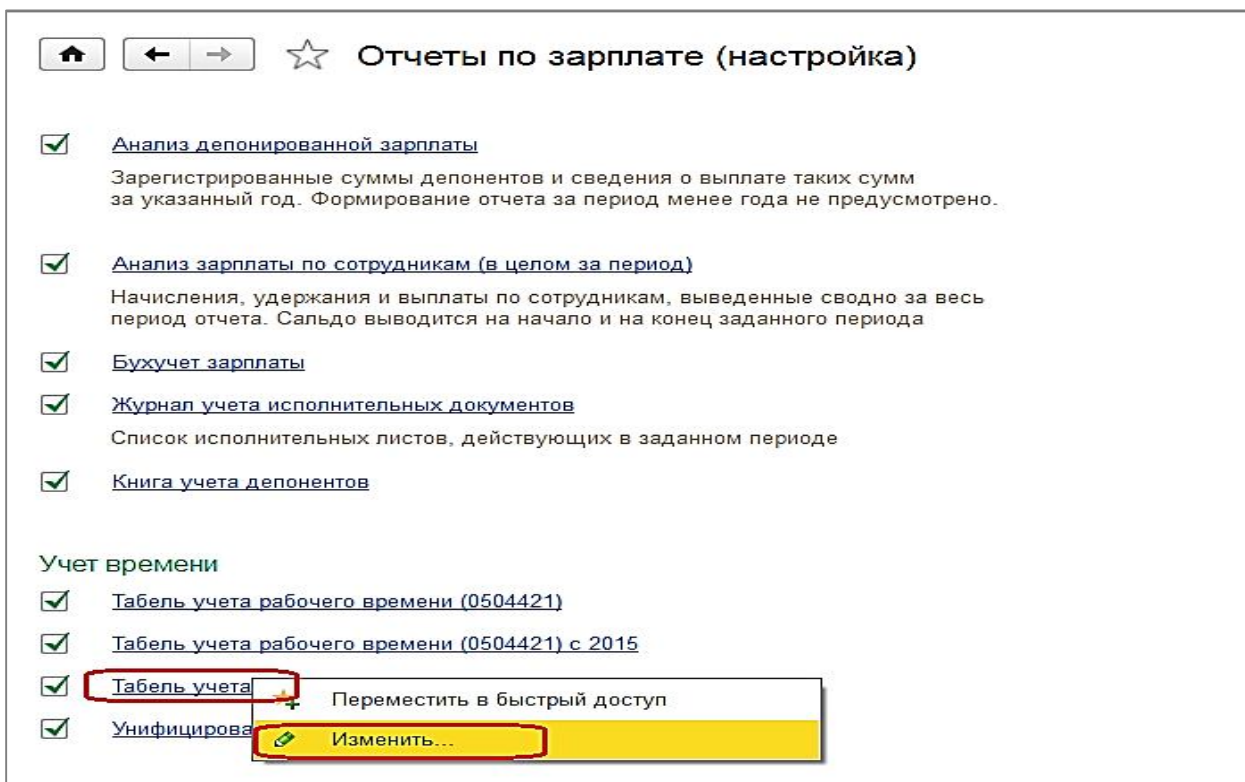 Отчеты по зарплате (настройка)
Анализ депонированной зарплаты
Зарегистрированные суммы депонентов и сведения о выплате таких сумм
за указанный год. Формирование отчета за период менее года не предусмотрено.
Анализ зарплаты по сотрудникам (в целом за период)
Начисления, удержания и выплаты по сотрудникам, выведенные сводно за весь
период отчета. Сальдо выводится на начало и на конец заданного периода
Бухучет зарплаты
Журнал учета исполнительных документов
Список исполнительных листов, действующих в заданном периоде
Книга учета депонентов
Учет времени
Табель учета рабочего времени (0504421)
Табель учета рабочего времени (0504421) с 2015
Табель учета
Переместить в быстрый доступ
Унифицирова
Изменить...